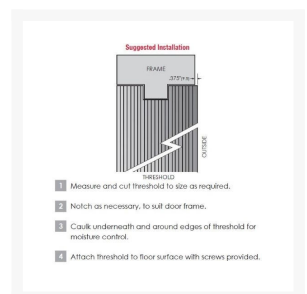 Suggested Installation
FRAME
.375"(+±)
OUTSIDE
THRESHOLD
1 Measure and cut threshold to size as required.
2 Notch as necessary, to suit door frame.
3 Caulk underneath and around edges of threshold for
moisture control.
4 Attach threshold to floor surface with screws provided.